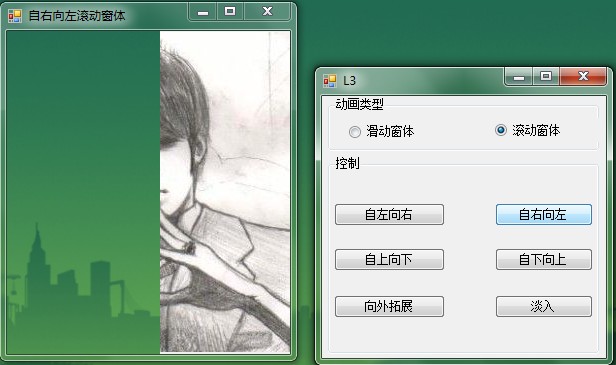 自右向左滚动窗体
L3
动画类型
滑动窗体
滚动窗体
控制
自左向右
自右向左
自上向下
自下向上
向外拓展
淡入